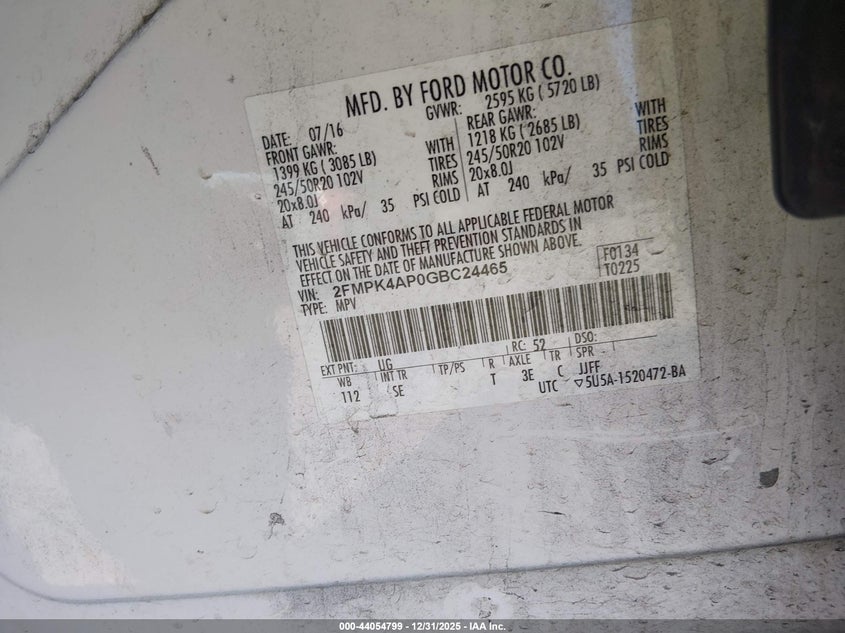 MFD. BY FORD MOTOR CO.
DATE: 07/16 GVWR: 2595 KG ( 5720 LB)
FRONT GAWR: REAR GAWR:
1399 KG ( 3085 LB) WITH 1218 KG ( 2685 LB) WITH
245/50R20 102V TIRES 245/50R20 102V TIRES
20x8.0J RIMS 20x8.0J RIMS
AT 240 kPa/ 35 PSI COLD AT 240 kPa/ 35 PSI COLD
THIS VEHICLE CONFORMS TO ALL APPLICABLE FEDERAL MOTOR
VEHICLE SAFETY AND THEFT PREVENTION STANDARDS IN
EFFECT ON THE DATE OF MANUFACTURE SHOWN ABOVE.
VIN: 2FMPK4AP0GBC24465 F0134
TYPE: MPV T0225
EXT PNT: UG RC: 52 DSO:
WB INT TR TP/PS R AXLE TR SPR
112 SE T 3E C JJFF
UTC ▽5U5A-1520472-BA
000-44054799 - 12/31/2025 - IAA Inc.